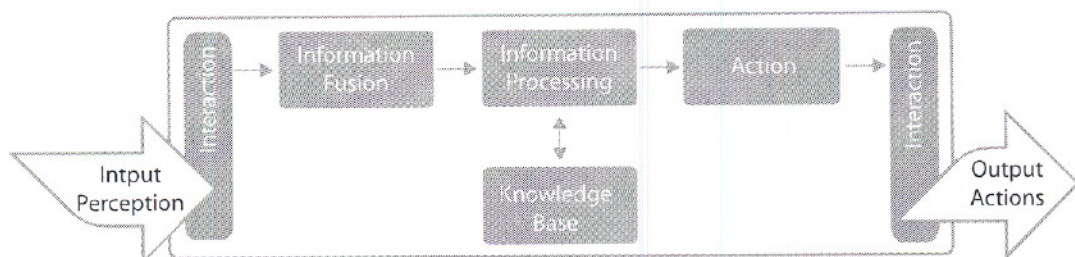 Interaction
Information
Fusion
Information
Processing
Action
Interaction
Intput
Perception
Knowledge
Base
Output
Actions